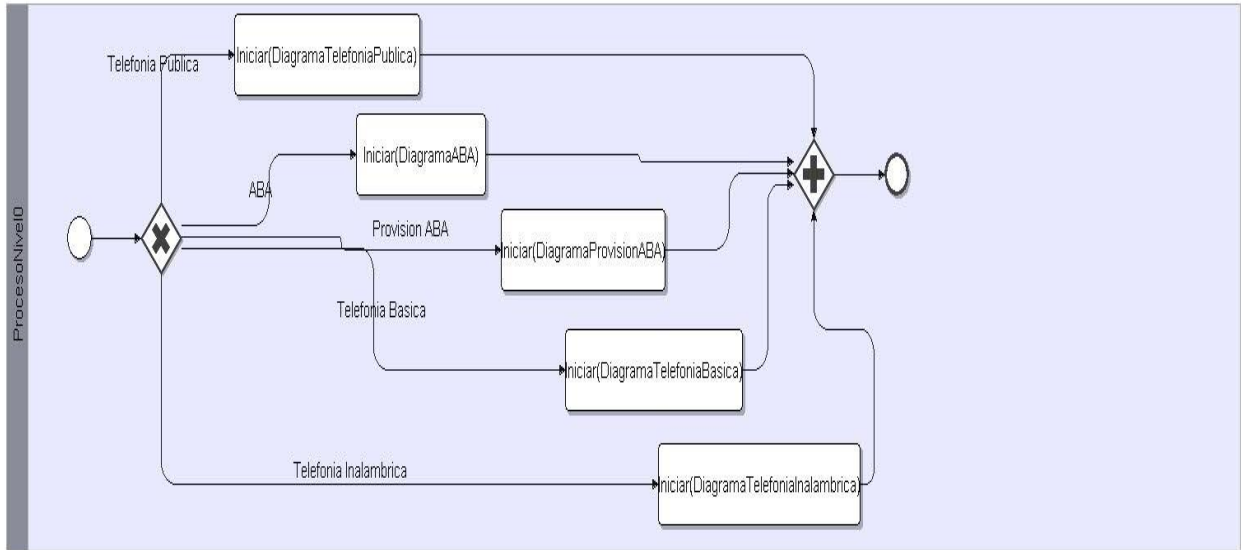 ProcesoNivel0
Telefonia Publica
Iniciar(DiagramaTelefoniaPublica)
ABA
Iniciar(DiagramaABA)
Provision ABA
Iniciar(DiagramaProvisionABA)
Telefonia Basica
Iniciar(DiagramaTelefoniaBasica)
Telefonia Inalambrica
Iniciar(DiagramaTelefoniaInalambrica)